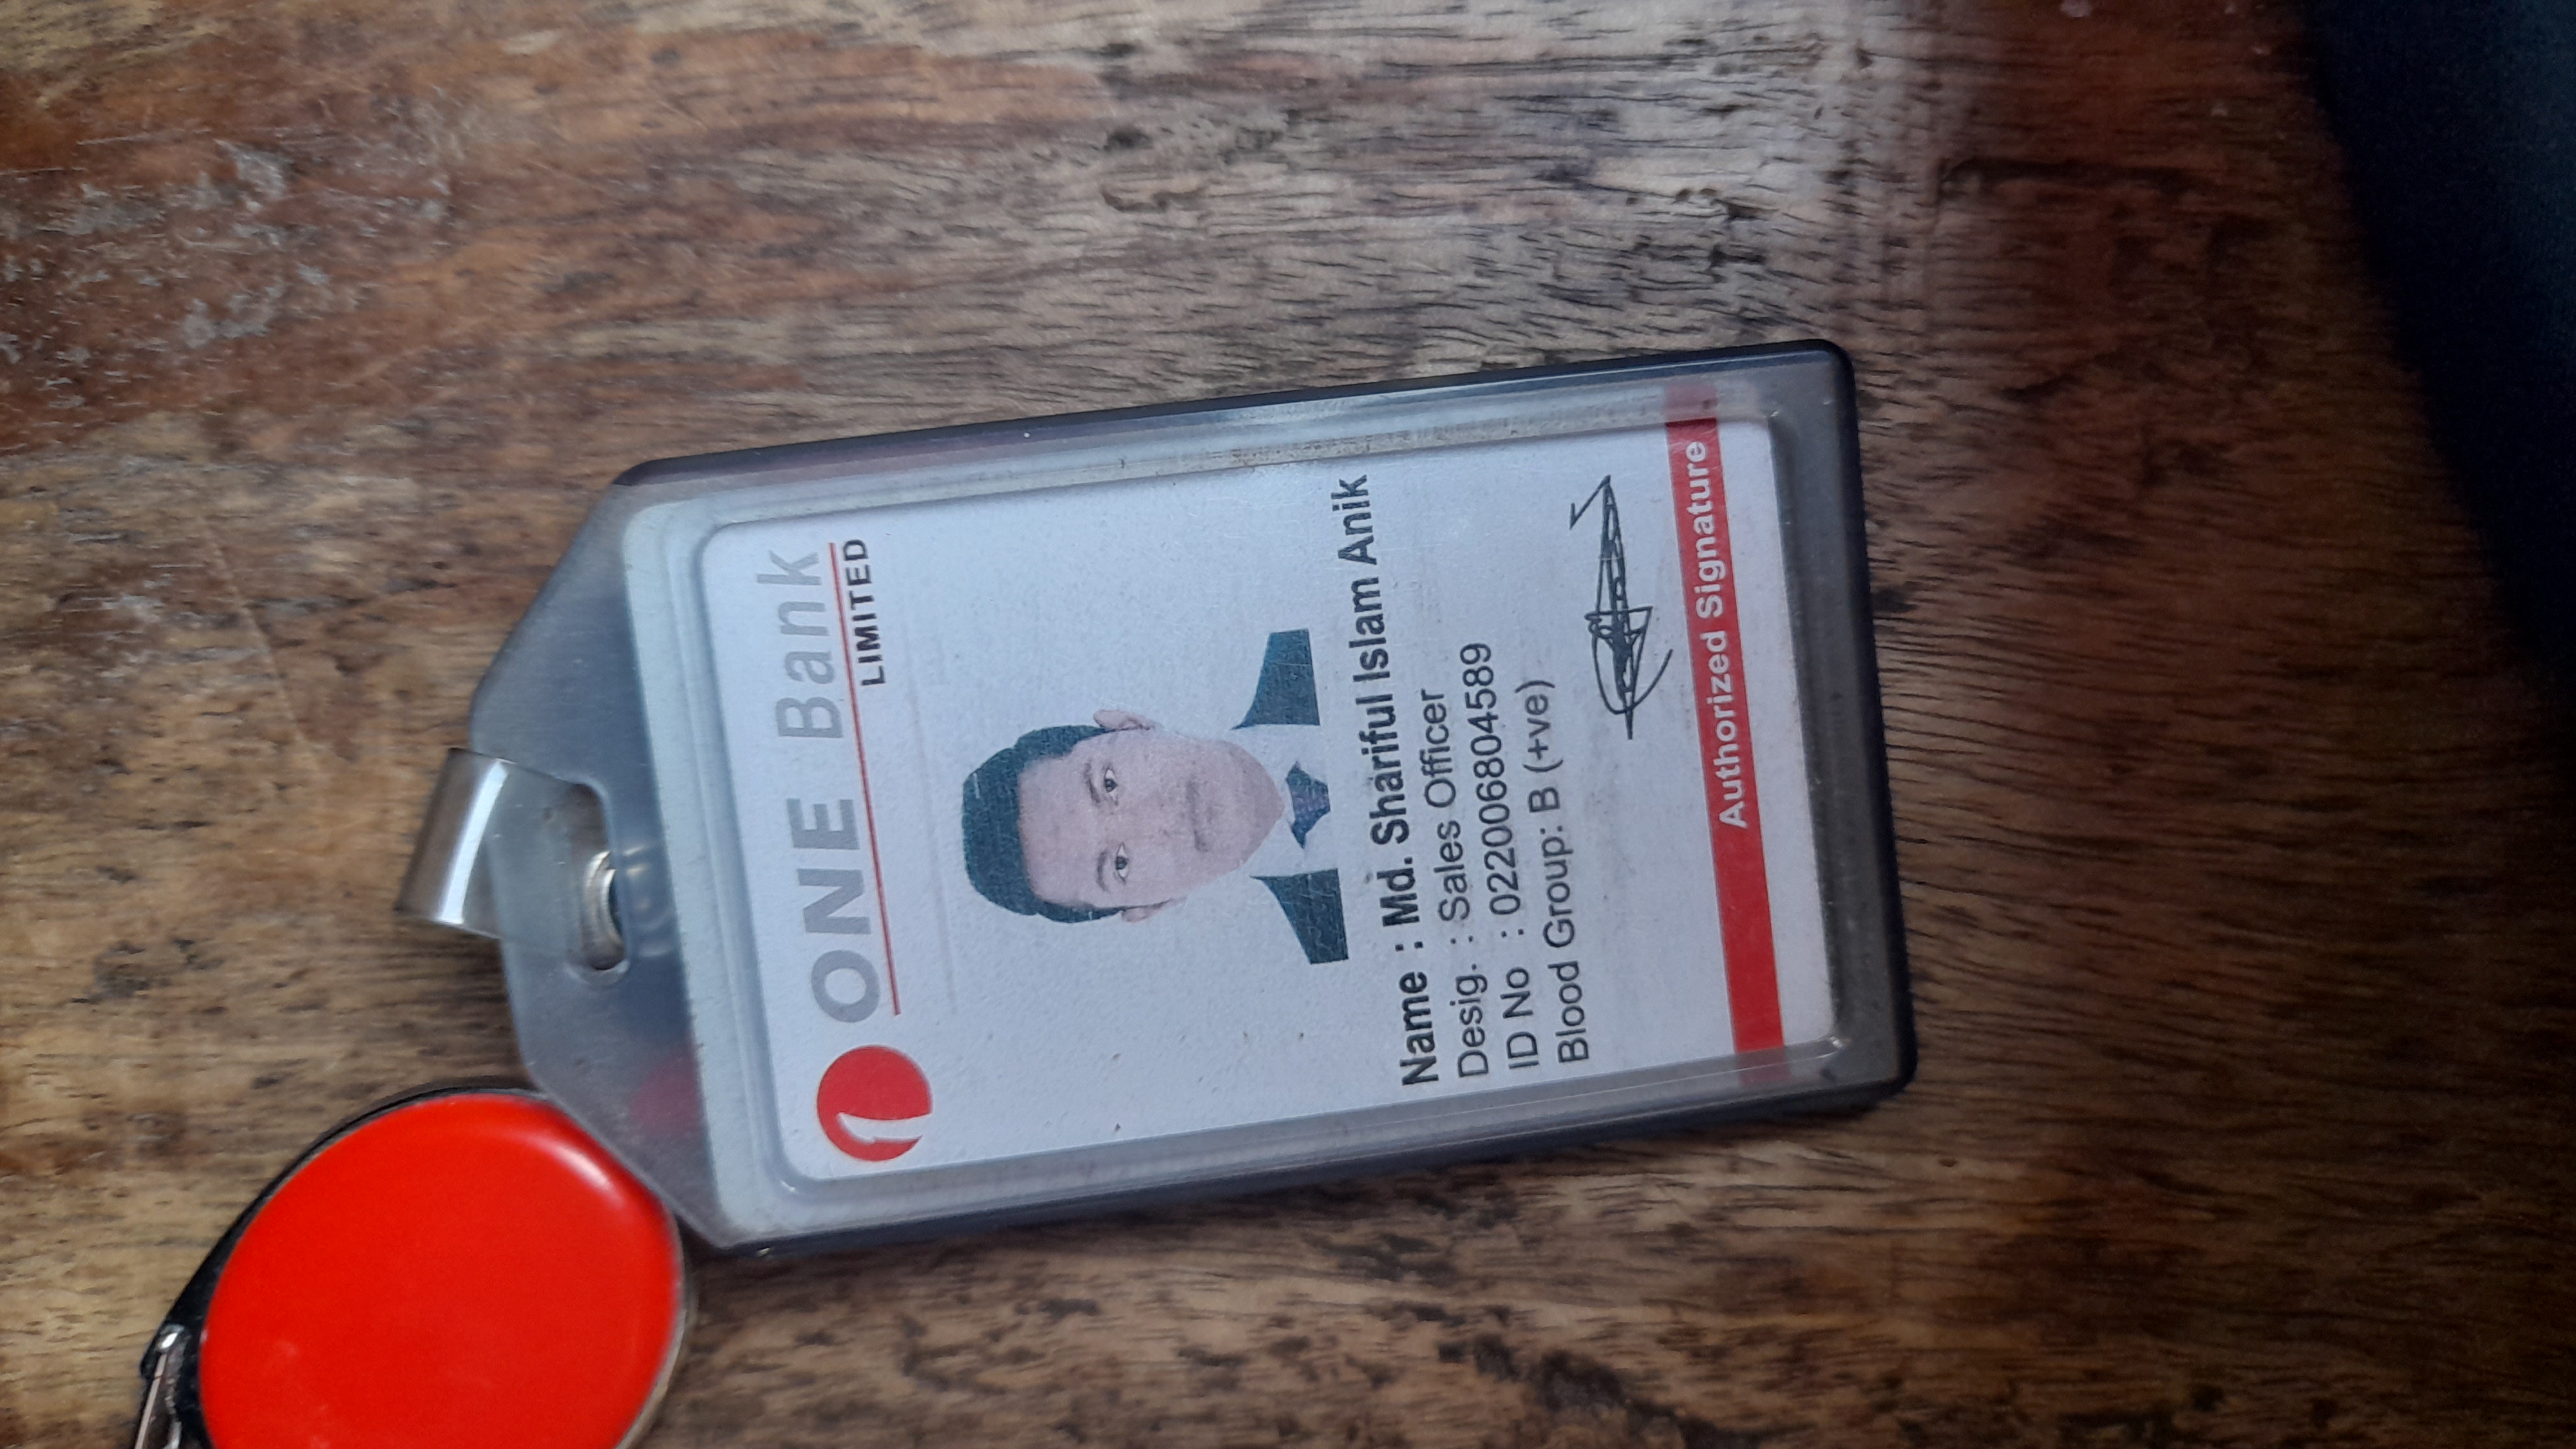 ONE Bank
LIMITED
Name : Md. Shariful Islam Anik
Desig. : Sales Officer
ID No : 022006804589
Blood Group: B (+ve)
Authorized Signature